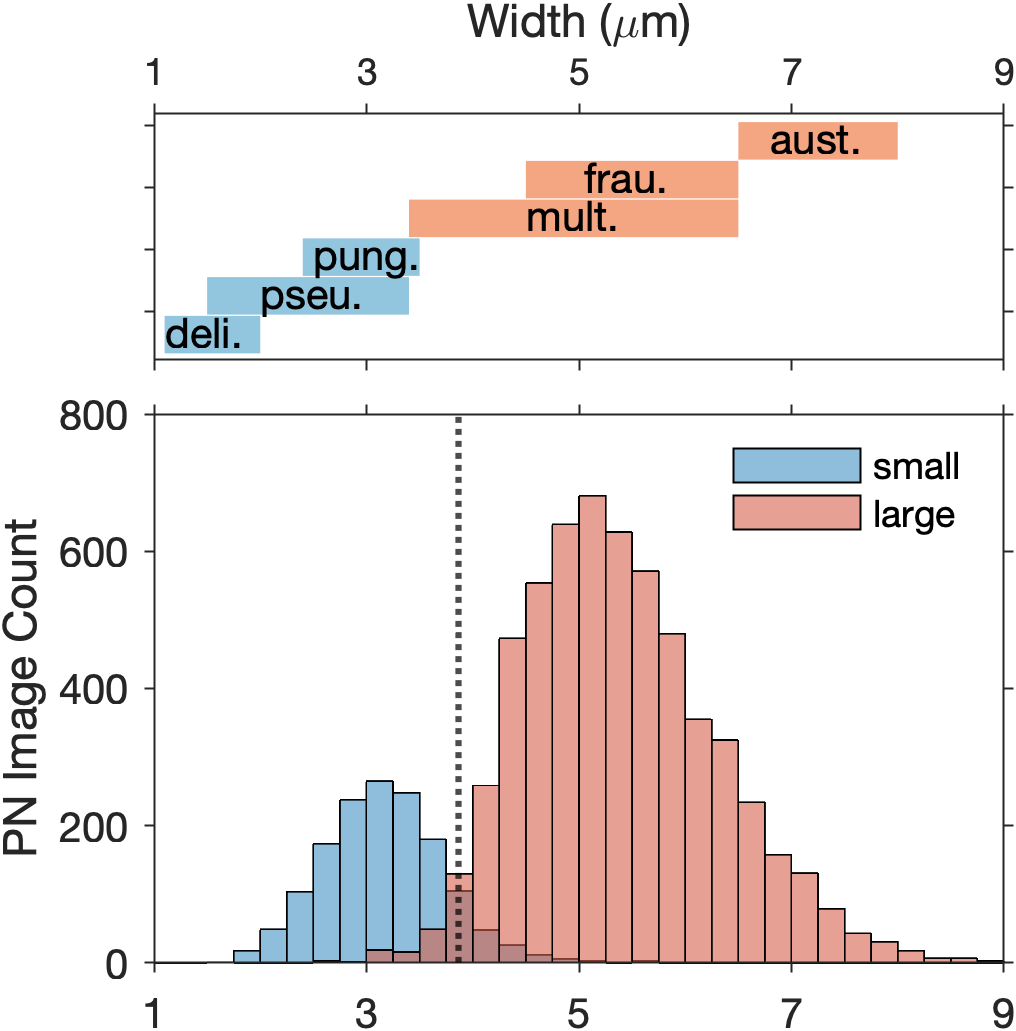 Width (μm)
1 3 5 7 9
aust.
frau.
mult.
pung.
pseu.
deli.
800
small
large
600
PN Image Count
400
200
0
1 3 5 7 9